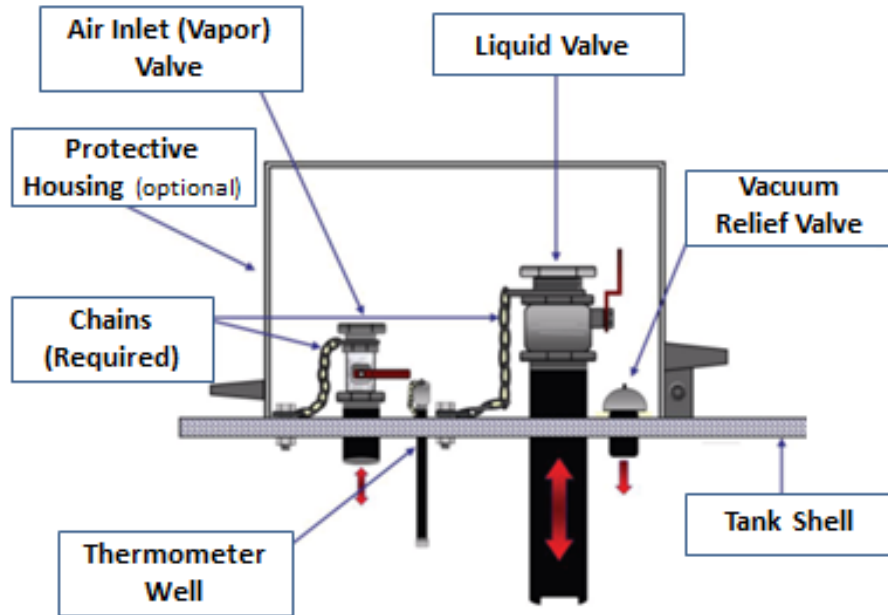 Air Inlet (Vapor)
Valve
Liquid Valve
Protective
Housing (optional)
Vacuum
Relief Valve
Chains
(Required)
Thermometer
Well
Tank Shell